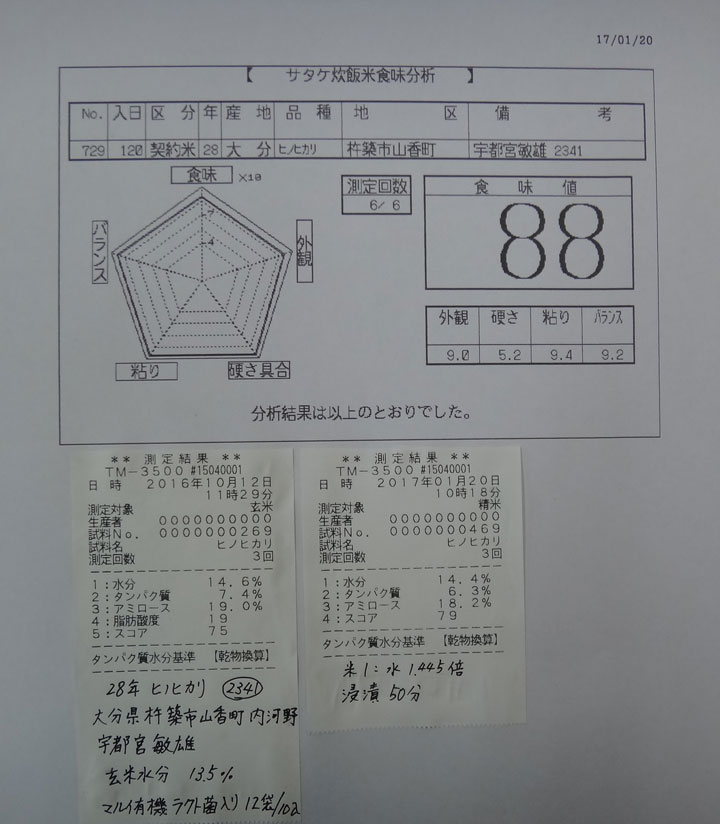 17/01/20
【 サタケ炊飯米食味分析 】
No. 入日 区分 年 産地 品種 地区 備考
729 120 契約米 28 大分 ヒノヒカリ 杵築市山香町 宇都宮敏雄 2341
食味 ×10
7
4
バランス
外観
粘り
硬さ具合
測定回数
6/ 6
食味値
88
外観 硬さ 粘り バランス
9.0 5.2 9.4 9.2
分析結果は以上のとおりでした。
** 測定結果 **
TM-3500 #15040001
日時 2016年10月12日
11時29分
測定対象 玄米
生産者 0000000000
試料No. 0000000269
試料名 ヒノヒカリ
測定回数 3回
1:水分 14.6%
2:タンパク質 7.4%
3:アミロース 19.0%
4:脂肪酸度 19
5:スコア 75
タンパク質水分基準 【乾物換算】
28年 ヒノヒカリ 2341
大分県杵築市山香町内河野
宇都宮敏雄
玄米水分 13.5%
マルイ有機ラクト菌入り 12袋/10a
** 測定結果 **
TM-3500 #15040001
日時 2017年01月20日
10時18分
測定対象 精米
生産者 0000000000
試料No. 0000000469
試料名 ヒノヒカリ
測定回数 3回
1:水分 14.4%
2:タンパク質 6.3%
3:アミロース 18.2%
4:スコア 79
タンパク質水分基準 【乾物換算】
米1:水1.445倍
浸漬50分